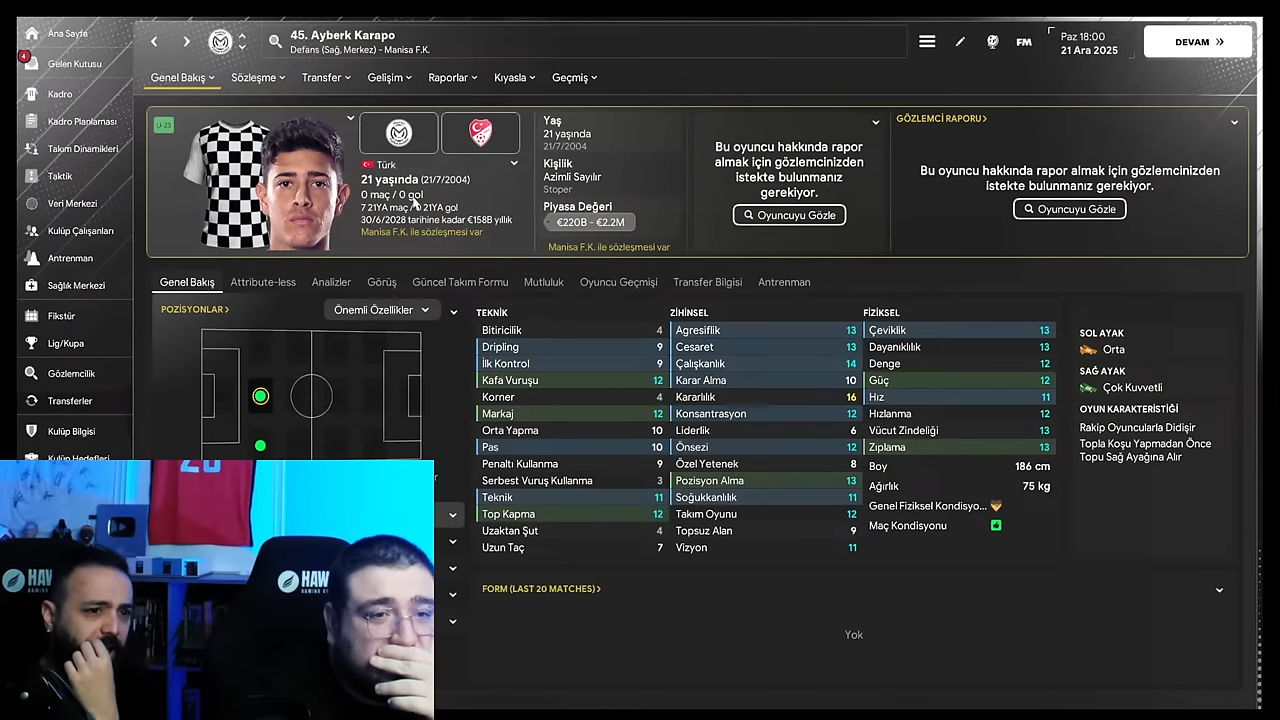 Ana Sayfa
4
Gelen Kutusu
Kadro
Kadro Planlaması
Takım Dinamikleri
Taktik
Veri Merkezi
Kulüp Çalışanları
Antrenman
Sağlık Merkezi
Fikstür
Lig/Kupa
Gözlemcilik
Transferler
Kulüp Bilgisi
Kulüp Hedefleri
45. Ayberk Karapo
Defans (Sağ, Merkez) - Manisa F.K.
FM
Paz 18:00
21 Ara 2025
DEVAM
Genel Bakış
Sözleşme
Transfer
Gelişim
Raporlar
Kıyasla
Geçmiş
U-23
Türk
21 yaşında (21/7/2004)
0 maç / 0 gol
7 21YA maç
21YA gol
30/6/2028 tarihine kadar €158B yıllık
Manisa F.K. ile sözleşmesi var
Yaş
21 yaşında
21/7/2004
Kişilik
Azimli Sayılır
Stoper
Piyasa Değeri
€220B - €2.2M
Manisa F.K. ile sözleşmesi var
Bu oyuncu hakkında rapor
almak için gözlemcinizden
istekte bulunmanız
gerekiyor.
Oyuncuyu Gözle
GÖZLEMCİ RAPORU>
Bu oyuncu hakkında rapor almak için gözlemcinizden
istekte bulunmanız gerekiyor.
Oyuncuyu Gözle
Genel Bakış
Attribute-less
Analizler
Görüş
Güncel Takım Formu
Mutluluk
Oyuncu Geçmişi
Transfer Bilgisi
Antrenman
POZİSYONLAR>
Önemli Özellikler
TEKNİK
Bitiricilik 4
Dripling 9
İlk Kontrol 9
Kafa Vuruşu 12
Korner 4
Markaj 12
Orta Yapma 10
Pas 10
Penaltı Kullanma 9
Serbest Vuruş Kullanma 3
Teknik 11
Top Kapma 12
Uzaktan Şut 4
Uzun Taç 7
ZİHİNSEL
Agresiflik 13
Cesaret 13
Çalışkanlık 14
Karar Alma 10
Kararlılık 16
Konsantrasyon 12
Liderlik 6
Önsezi 12
Özel Yetenek 8
Pozisyon Alma 13
Soğukkanlılık 11
Takım Oyunu 12
Topsuz Alan 9
Vizyon 11
FİZİKSEL
Çeviklik 13
Dayanıklılık 13
Denge 12
Güç 12
Hız 11
Hızlanma 12
Vücut Zindeliği 13
Zıplama 13
Boy 186 cm
Ağırlık 75 kg
Genel Fiziksel Kondisyo...
Maç Kondisyonu
SOL AYAK
Orta
SAĞ AYAK
Çok Kuvvetli
OYUN KARAKTERİSTİĞİ
Rakip Oyuncularla Didişir
Topla Koşu Yapmadan Önce
Topu Sağ Ayağına Alır
FORM (LAST 20 MATCHES)>
Yok
HAW
HAW